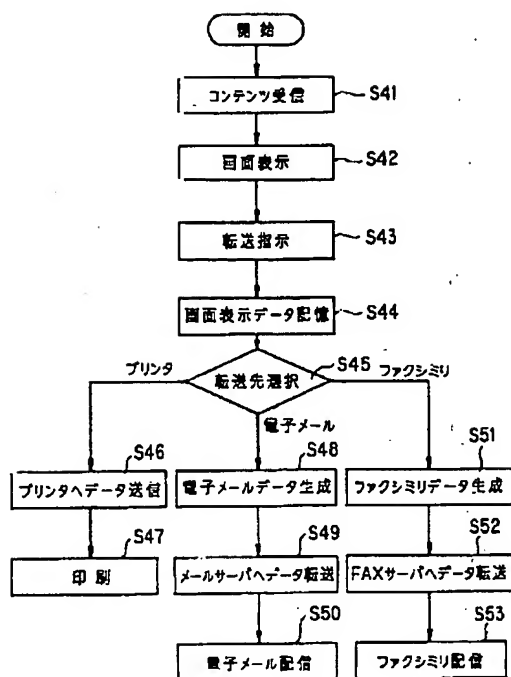 開始
コンテンツ受信
S41
画面表示
S42
転送指示
S43
画面表示データ記憶
S44
転送先選択
S45
プリンタ
電子メール
ファクシミリ
S46
プリンタへデータ送信
S47
印刷
S48
電子メールデータ生成
S49
メールサーバへデータ転送
S50
電子メール配信
S51
ファクシミリデータ生成
S52
FAXサーバへデータ転送
S53
ファクシミリ配信